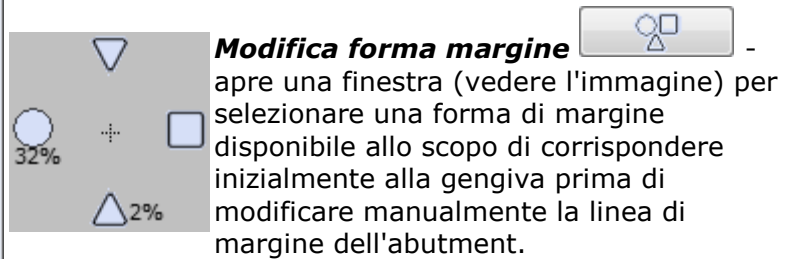 Modifica forma margine -
apre una finestra (vedere l'immagine) per
selezionare una forma di margine
disponibile allo scopo di corrispondere
inizialmente alla gengiva prima di
modificare manualmente la linea di
margine dell'abutment.
32%
2%